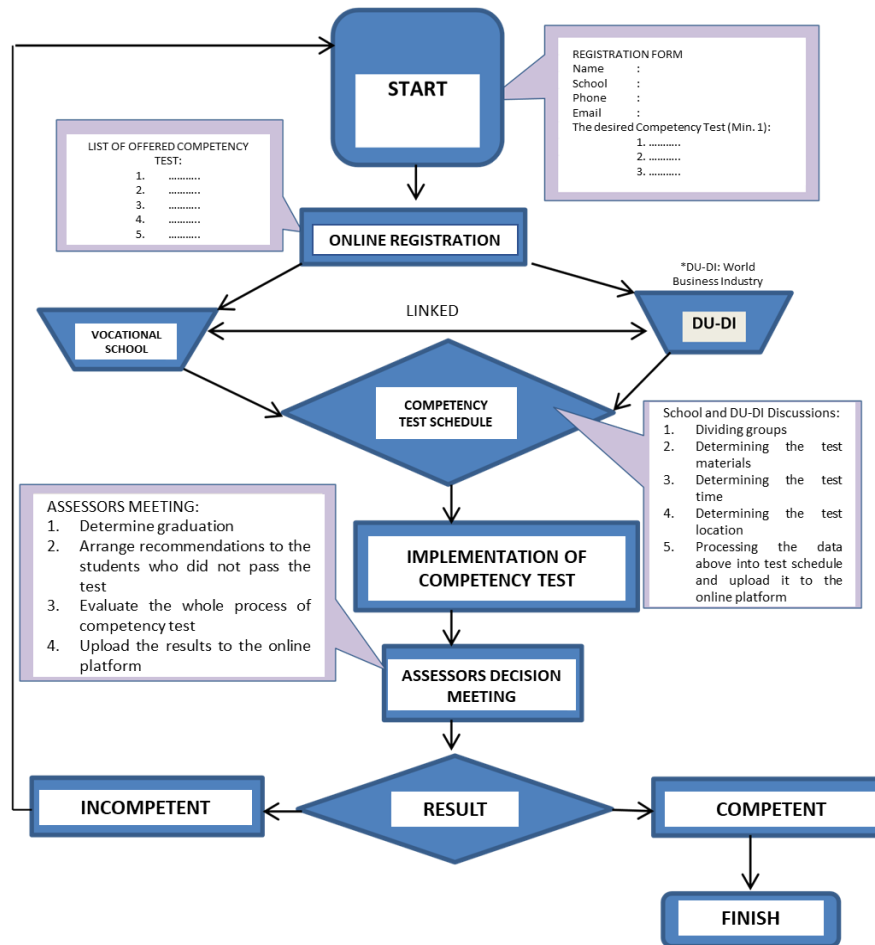 START
REGISTRATION FORM
Name :
School :
Phone :
Email :
The desired Competency Test (Min. 1):
1. ...........
2. ...........
3. ...........
LIST OF OFFERED COMPETENCY
TEST:
1. ...........
2. ...........
3. ...........
4. ...........
5. ...........
ONLINE REGISTRATION
*DU-DI: World
Business Industry
VOCATIONAL
SCHOOL
LINKED
DU-DI
COMPETENCY
TEST SCHEDULE
School and DU-DI Discussions:
1. Dividing groups
2. Determining the test
materials
3. Determining the test
time
4. Determining the test
location
5. Processing the data
above into test schedule
and upload it to the
online platform
ASSESSORS MEETING:
1. Determine graduation
2. Arrange recommendations to the
students who did not pass the
test
3. Evaluate the whole process of
competency test
4. Upload the results to the online
platform
IMPLEMENTATION OF
COMPETENCY TEST
ASSESSORS DECISION
MEETING
INCOMPETENT
RESULT
COMPETENT
FINISH